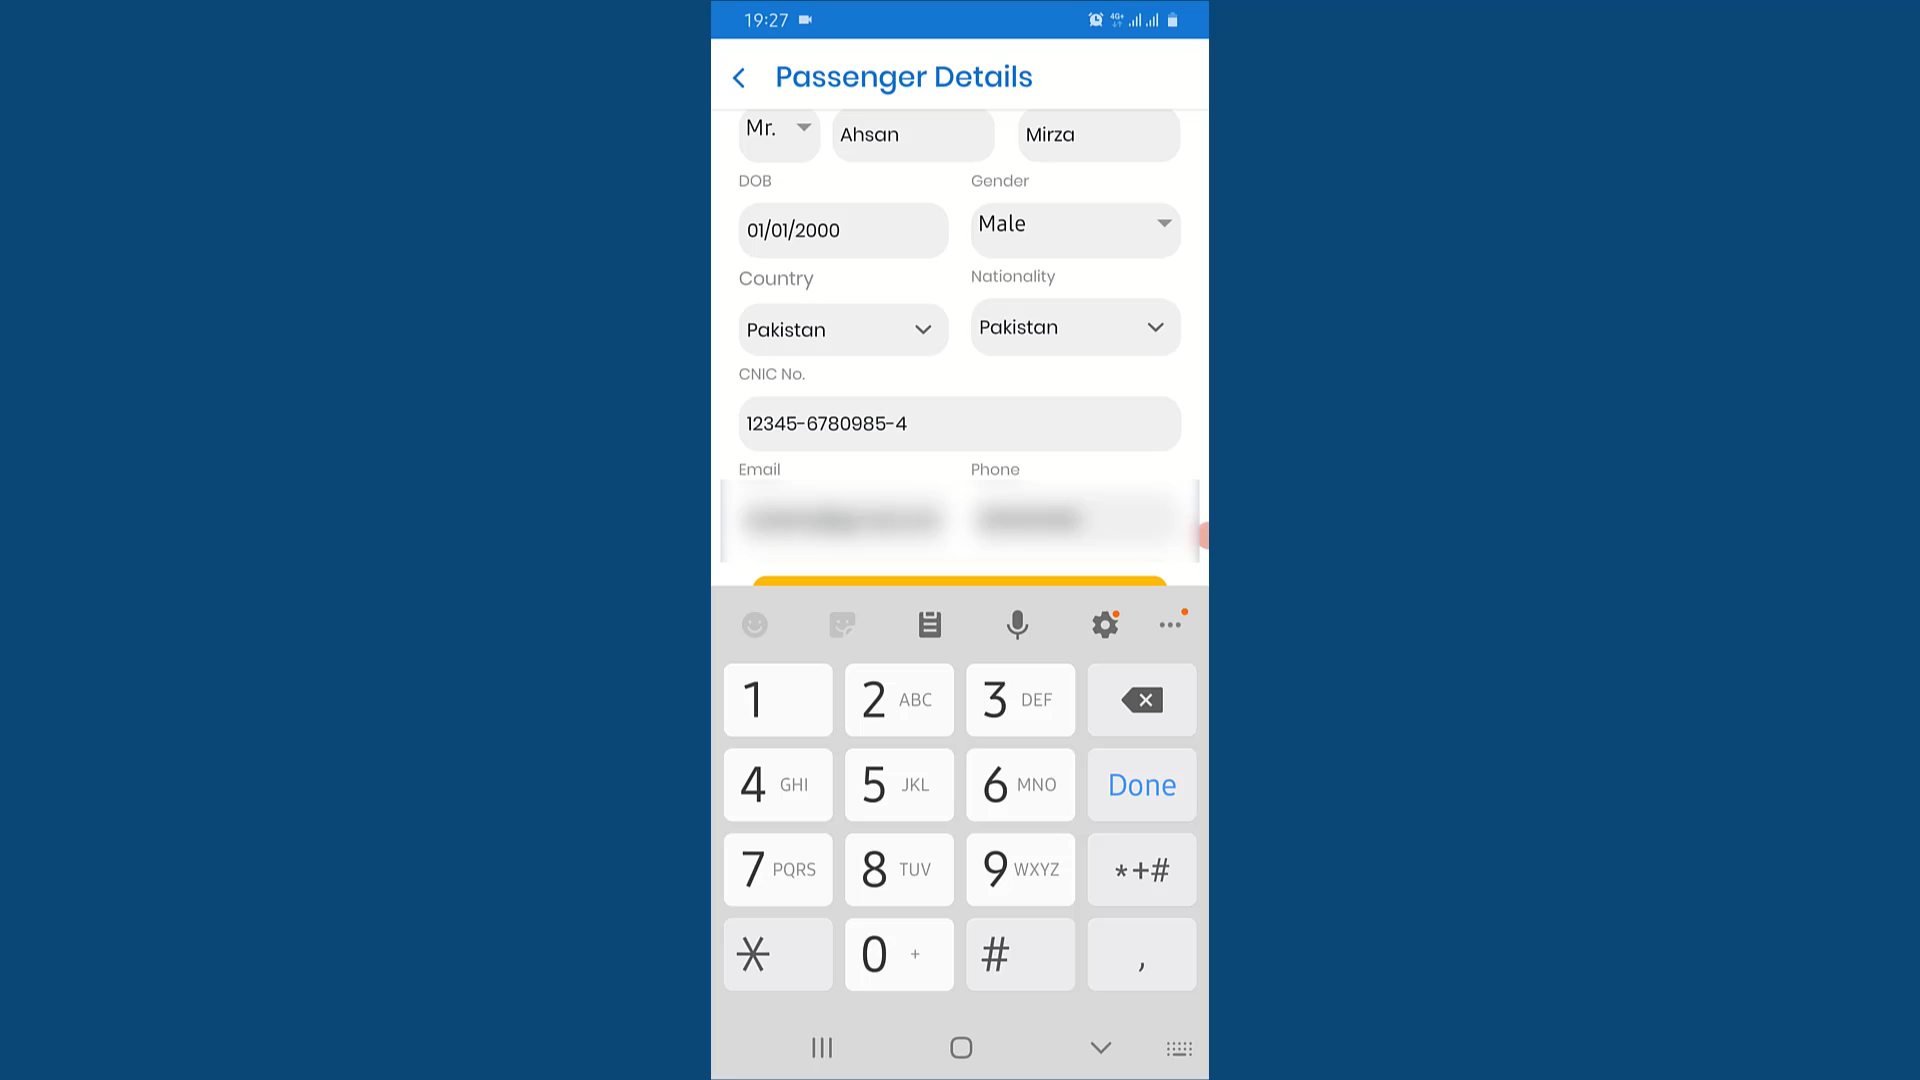 19:27 4G+
Passenger Details
Mr. Ahsan Mirza
DOB Gender
01/01/2000 Male
Country Nationality
Pakistan Pakistan
CNIC No.
12345-6780985-4
Email Phone
1 2 ABC 3 DEF
4 GHI 5 JKL 6 MNO Done
7 PQRS 8 TUV 9 WXYZ *+#
* 0 + # ,